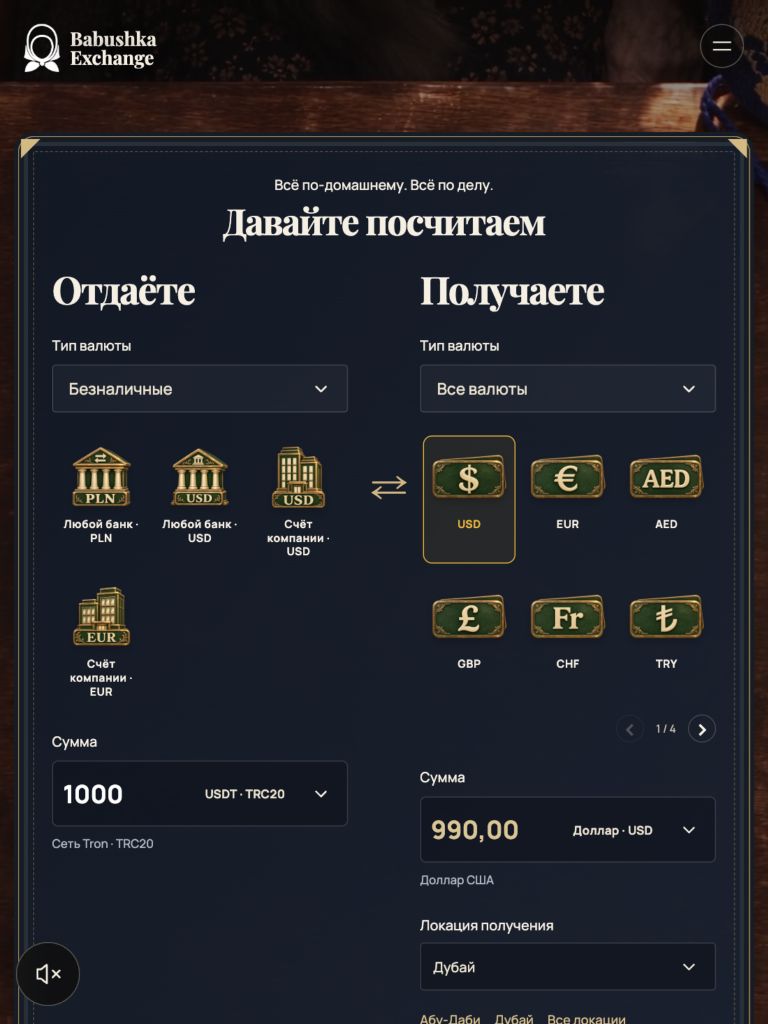 Babushka
Exchange
Всё по-домашнему. Всё по делу.
Давайте посчитаем
Отдаёте
Тип валюты
Безналичные
PLN
Любой банк ·
PLN
USD
Любой банк ·
USD
USD
Счёт
компании ·
USD
EUR
Счёт
компании ·
EUR
Сумма
1000
USDT · TRC20
Сеть Tron · TRC20
Получаете
Тип валюты
Все валюты
$
USD
€
EUR
AED
AED
£
GBP
Fr
CHF
₺
TRY
1 / 4
Сумма
990,00
Доллар · USD
Доллар США
Локация получения
Дубай
Абу-Даби Дубай Все локации